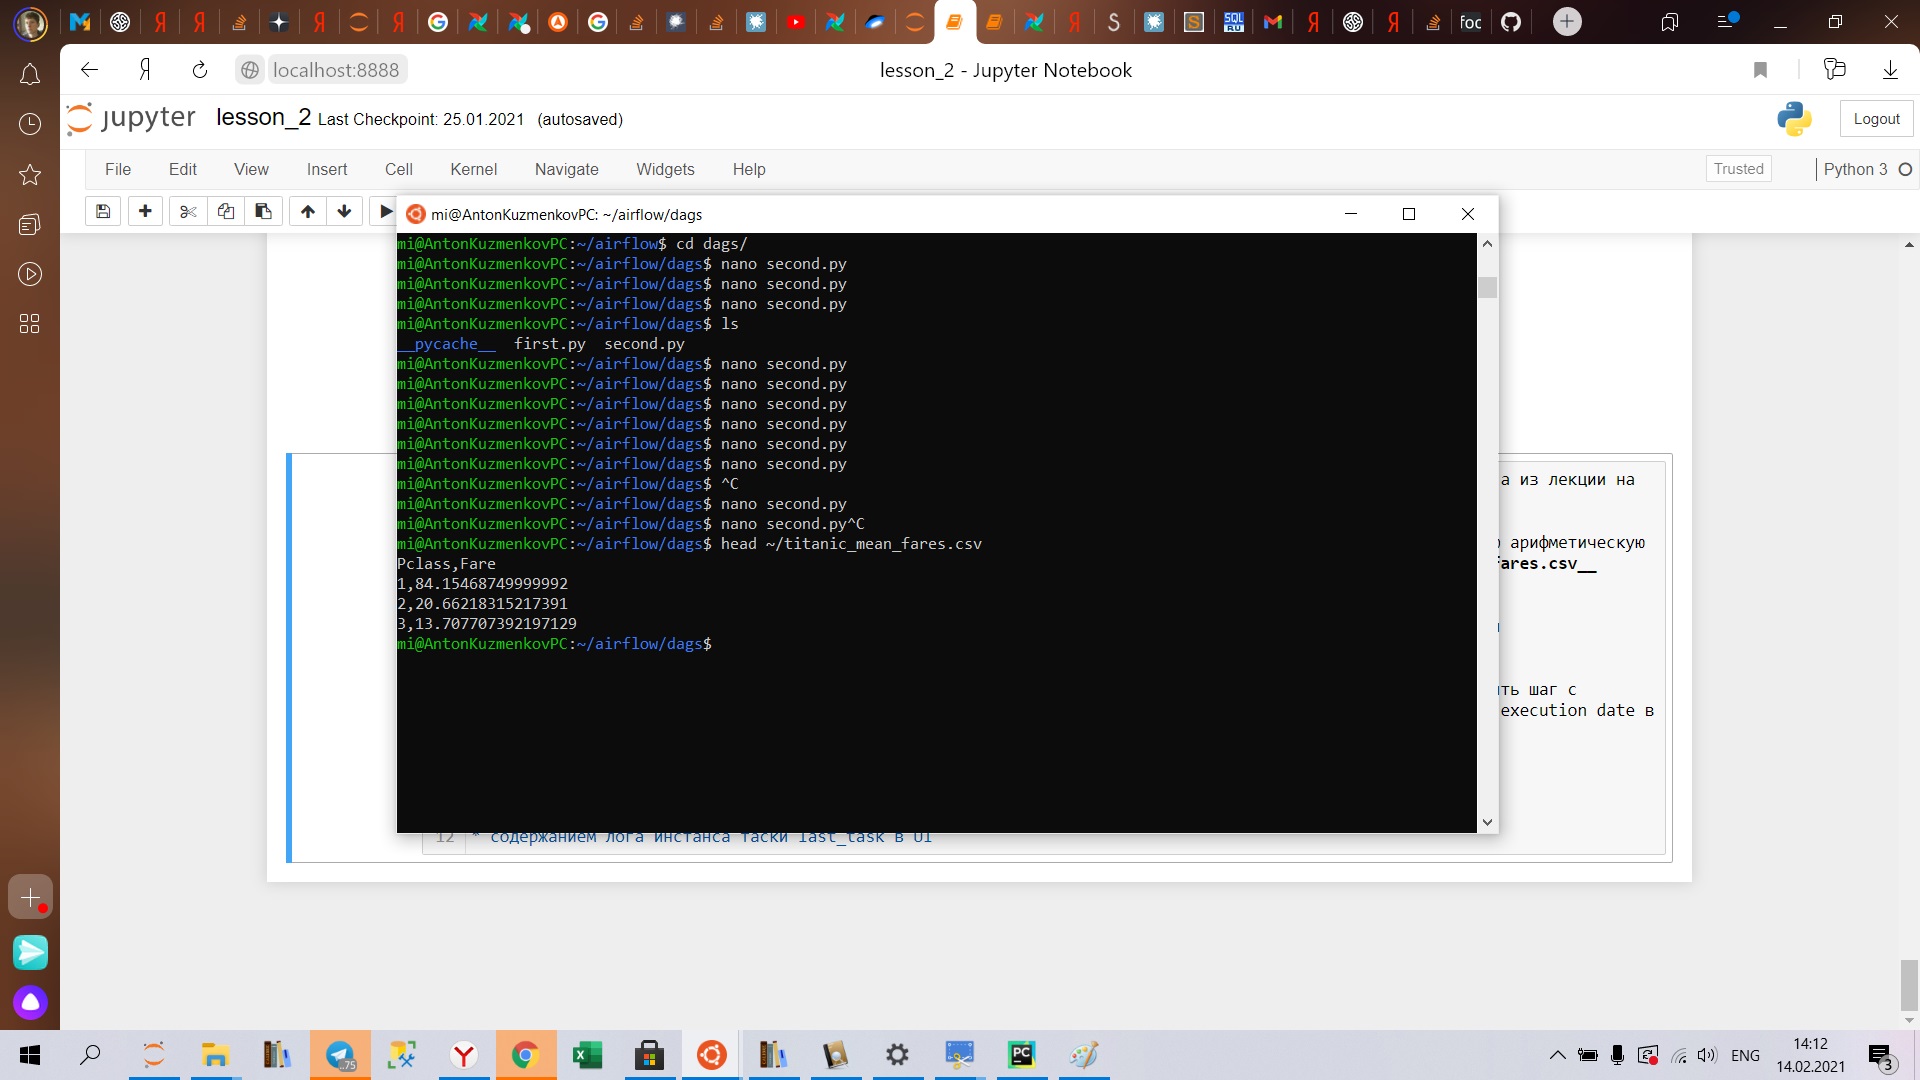 localhost:8888
lesson_2 - Jupyter Notebook
jupyter lesson_2 Last Checkpoint: 25.01.2021 (autosaved)
Logout
File Edit View Insert Cell Kernel Navigate Widgets Help
Trusted
Python 3
mi@AntonKuzmenkovPC: ~/airflow/dags
mi@AntonKuzmenkovPC:~/airflow$ cd dags/
mi@AntonKuzmenkovPC:~/airflow/dags$ nano second.py
mi@AntonKuzmenkovPC:~/airflow/dags$ nano second.py
mi@AntonKuzmenkovPC:~/airflow/dags$ nano second.py
mi@AntonKuzmenkovPC:~/airflow/dags$ ls
__pycache__ first.py second.py
mi@AntonKuzmenkovPC:~/airflow/dags$ nano second.py
mi@AntonKuzmenkovPC:~/airflow/dags$ nano second.py
mi@AntonKuzmenkovPC:~/airflow/dags$ nano second.py
mi@AntonKuzmenkovPC:~/airflow/dags$ nano second.py
mi@AntonKuzmenkovPC:~/airflow/dags$ nano second.py
mi@AntonKuzmenkovPC:~/airflow/dags$ nano second.py
mi@AntonKuzmenkovPC:~/airflow/dags$ ^C
mi@AntonKuzmenkovPC:~/airflow/dags$ nano second.py
mi@AntonKuzmenkovPC:~/airflow/dags$ nano second.py^C
mi@AntonKuzmenkovPC:~/airflow/dags$ head ~/titanic_mean_fares.csv
Pclass,Fare
1,84.15468749999992
2,20.66218315217391
3,13.707707392197129
mi@AntonKuzmenkovPC:~/airflow/dags$
а из лекции на
арифметическую
fares.csv__
ть шаг с
execution date в
12 * содержанием лога инстанса таски last_task в UI
ENG
14:12
14.02.2021
3